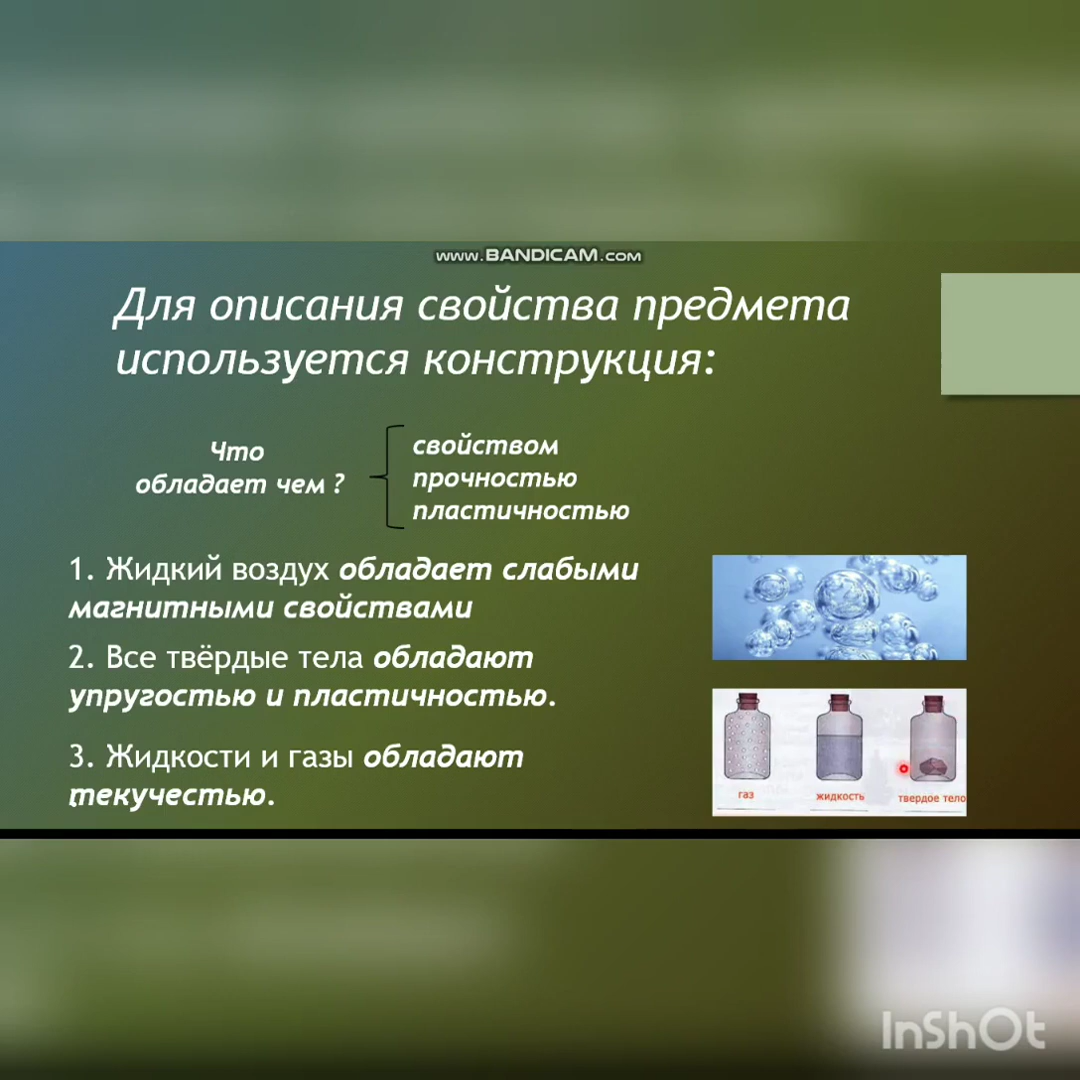 www.BANDICAM.com
Для описания свойства предмета
используется конструкция:
Что
обладает чем ?
свойством
прочностью
пластичностью
1. Жидкий воздух обладает слабыми
магнитными свойствами
2. Все твёрдые тела обладают
упругостью и пластичностью.
3. Жидкости и газы обладают
текучестью.
газ
жидкость
твердое тело
InShOt